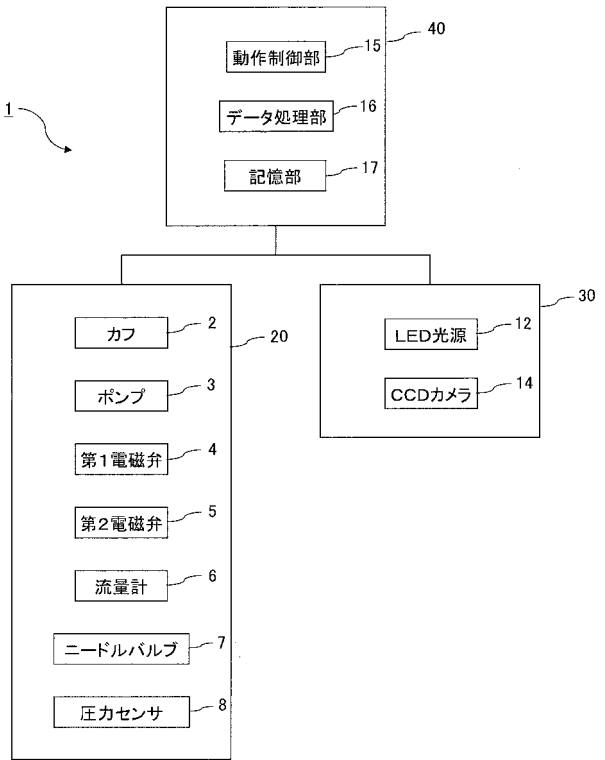 40
動作制御部
15
データ処理部
16
記憶部
17
1
カフ
2
20
ポンプ
3
第1電磁弁
4
第2電磁弁
5
流量計
6
ニードルバルブ
7
圧力センサ
8
30
LED光源
12
CCDカメラ
14